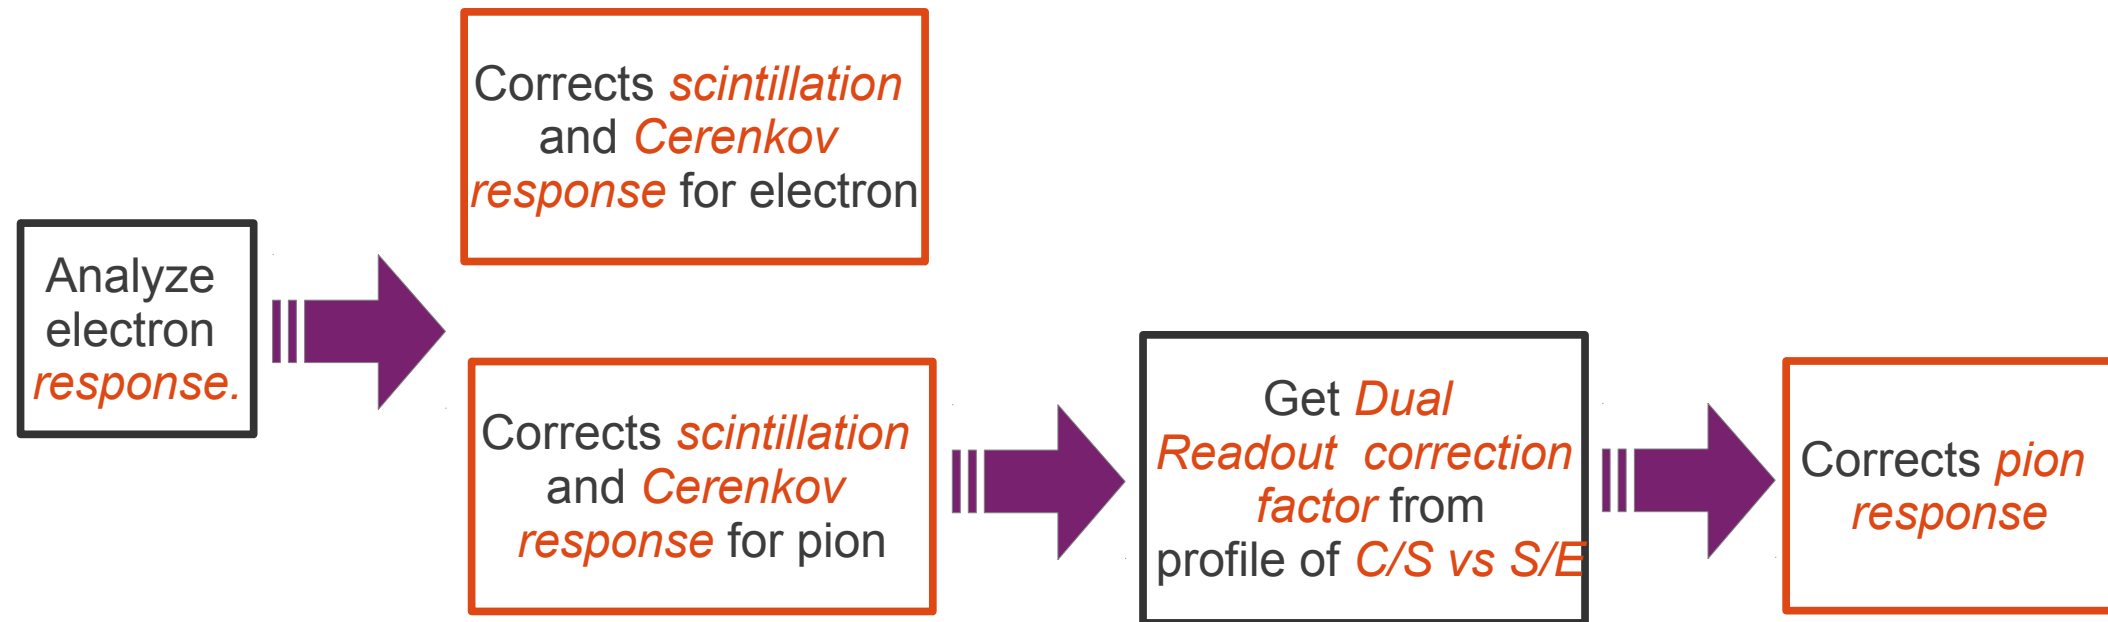 Analyze
electron
response.
Corrects scintillation
and Cerenkov
response for electron
Corrects scintillation
and Cerenkov
response for pion
Get Dual
Readout correction
factor from
profile of C/S vs S/E
Corrects pion
response